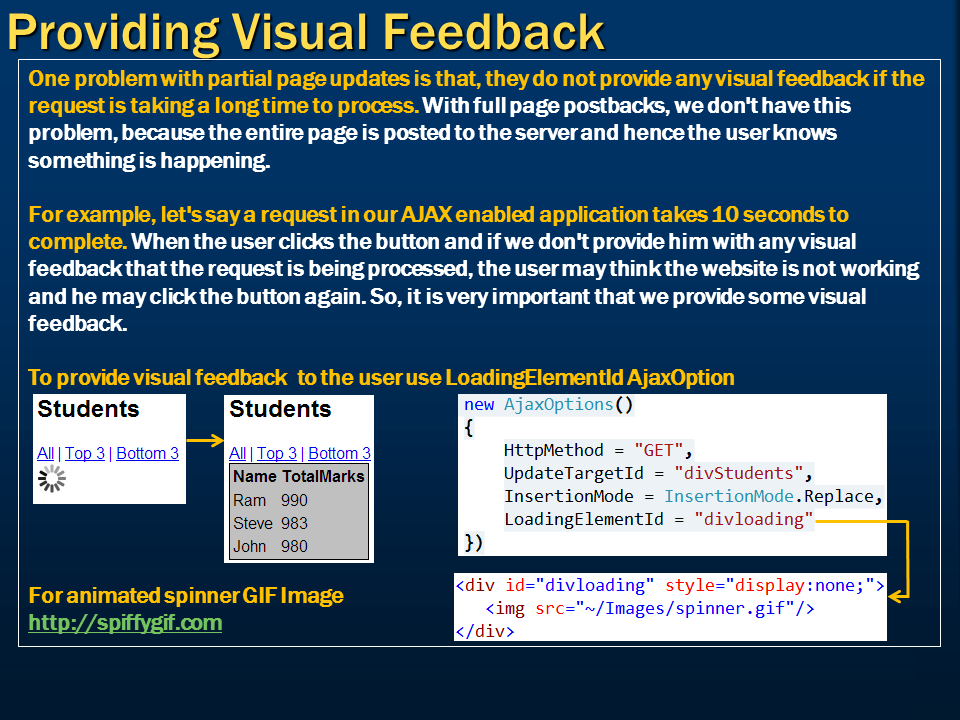 Providing Visual Feedback
One problem with partial page updates is that, they do not provide any visual feedback if the
request is taking a long time to process. With full page postbacks, we don't have this
problem, because the entire page is posted to the server and hence the user knows
something is happening.
For example, let's say a request in our AJAX enabled application takes 10 seconds to
complete. When the user clicks the button and if we don't provide him with any visual
feedback that the request is being processed, the user may think the website is not working
and he may click the button again. So, it is very important that we provide some visual
feedback.
To provide visual feedback  to the user use LoadingElementId AjaxOption
Students
All | Top 3 | Bottom 3
Students
All | Top 3 | Bottom 3
Name TotalMarks
Ram 990
Steve 983
John 980
new AjaxOptions()
{
HttpMethod = "GET",
UpdateTargetId = "divStudents",
InsertionMode = InsertionMode.Replace,
LoadingElementId = "divloading"
})
<div id="divloading" style="display:none;">
<img src="~/Images/spinner.gif"/>
</div>
For animated spinner GIF Image
http://spiffygif.com